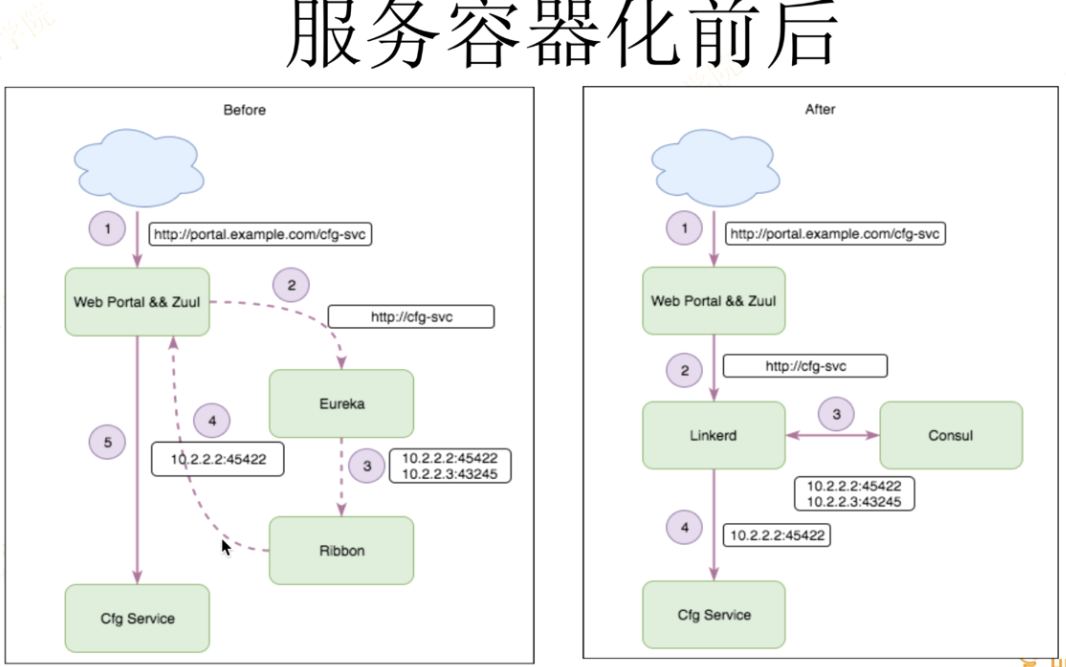 服务容器化前后
Before
1
http://portal.example.com/cfg-svc
Web Portal && Zuul
2
http://cfg-svc
Eureka
4
5
10.2.2.2:45422
3
10.2.2.2:45422
10.2.2.3:43245
Ribbon
Cfg Service
After
1
http://portal.example.com/cfg-svc
Web Portal && Zuul
2
http://cfg-svc
3
Linkerd
Consul
10.2.2.2:45422
10.2.2.3:43245
4
10.2.2.2:45422
Cfg Service